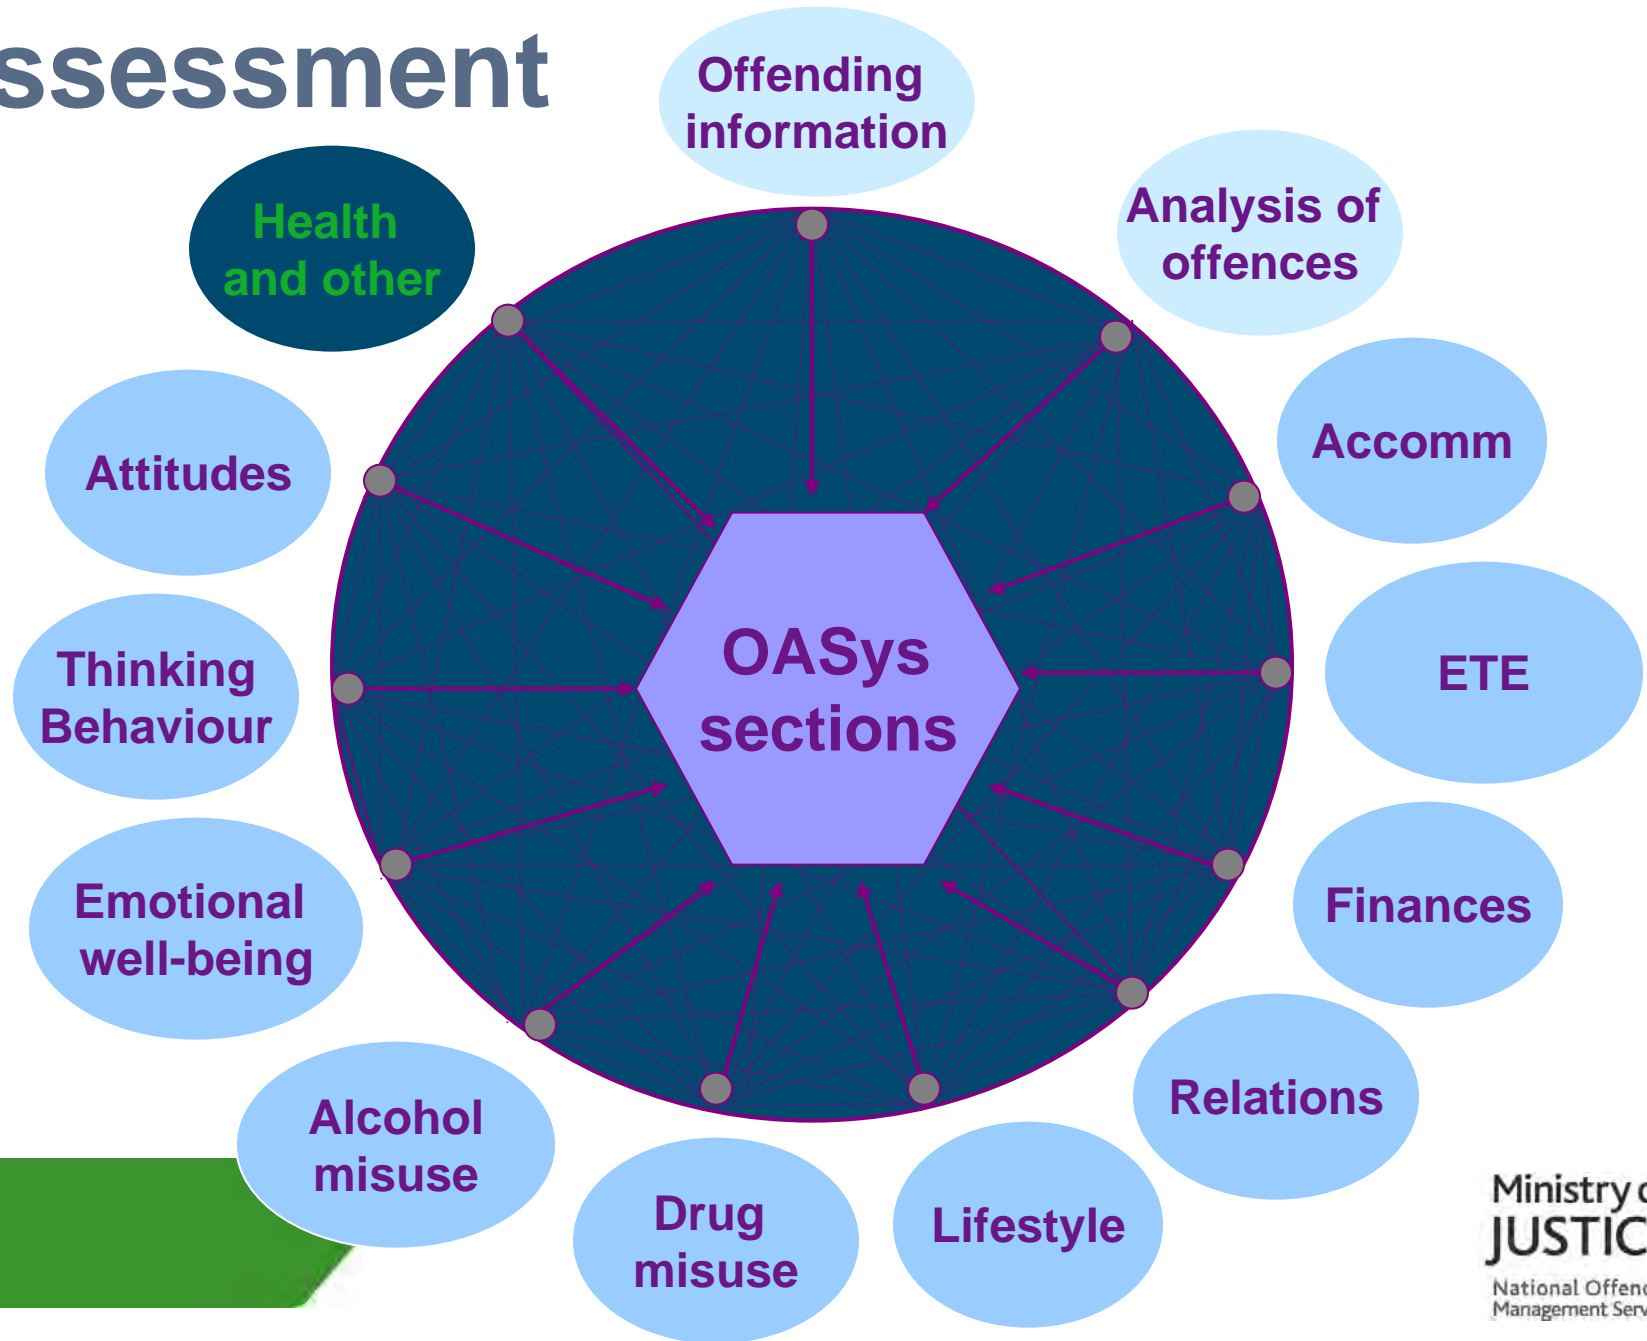 ssessment
Offending
information
Analysis of
offences
Health
and other
Accomm
Attitudes
ETE
Thinking
Behaviour
OASys
sections
Finances
Emotional
well-being
Relations
Alcohol
misuse
Drug
misuse
Lifestyle
Ministry
JUSTIC
National Offen
Management Serv